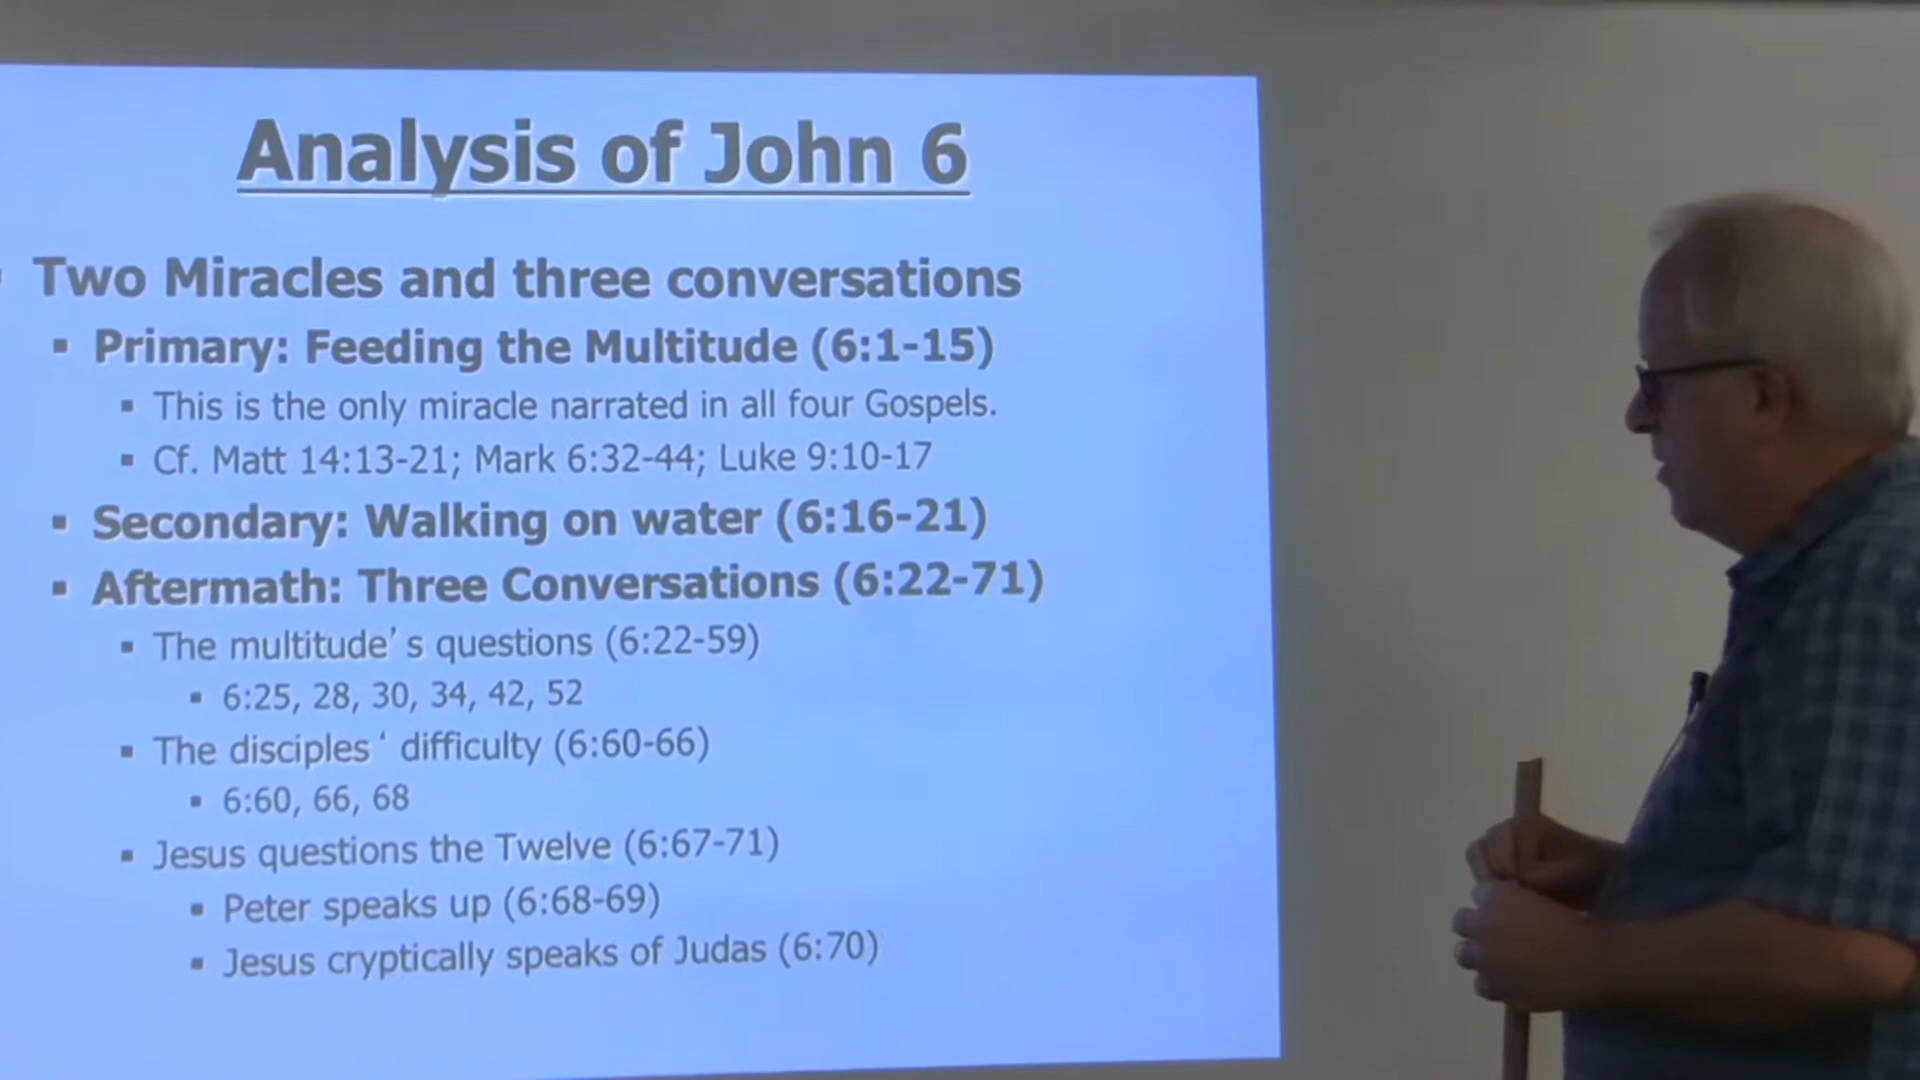 Analysis of John 6
Two Miracles and three conversations
▪ Primary: Feeding the Multitude (6:1-15)
▪ This is the only miracle narrated in all four Gospels.
▪ Cf. Matt 14:13-21; Mark 6:32-44; Luke 9:10-17
▪ Secondary: Walking on water (6:16-21)
▪ Aftermath: Three Conversations (6:22-71)
▪ The multitude’ s questions (6:22-59)
▪ 6:25, 28, 30, 34, 42, 52
▪ The disciples ‘ difficulty (6:60-66)
▪ 6:60, 66, 68
▪ Jesus questions the Twelve (6:67-71)
▪ Peter speaks up (6:68-69)
▪ Jesus cryptically speaks of Judas (6:70)